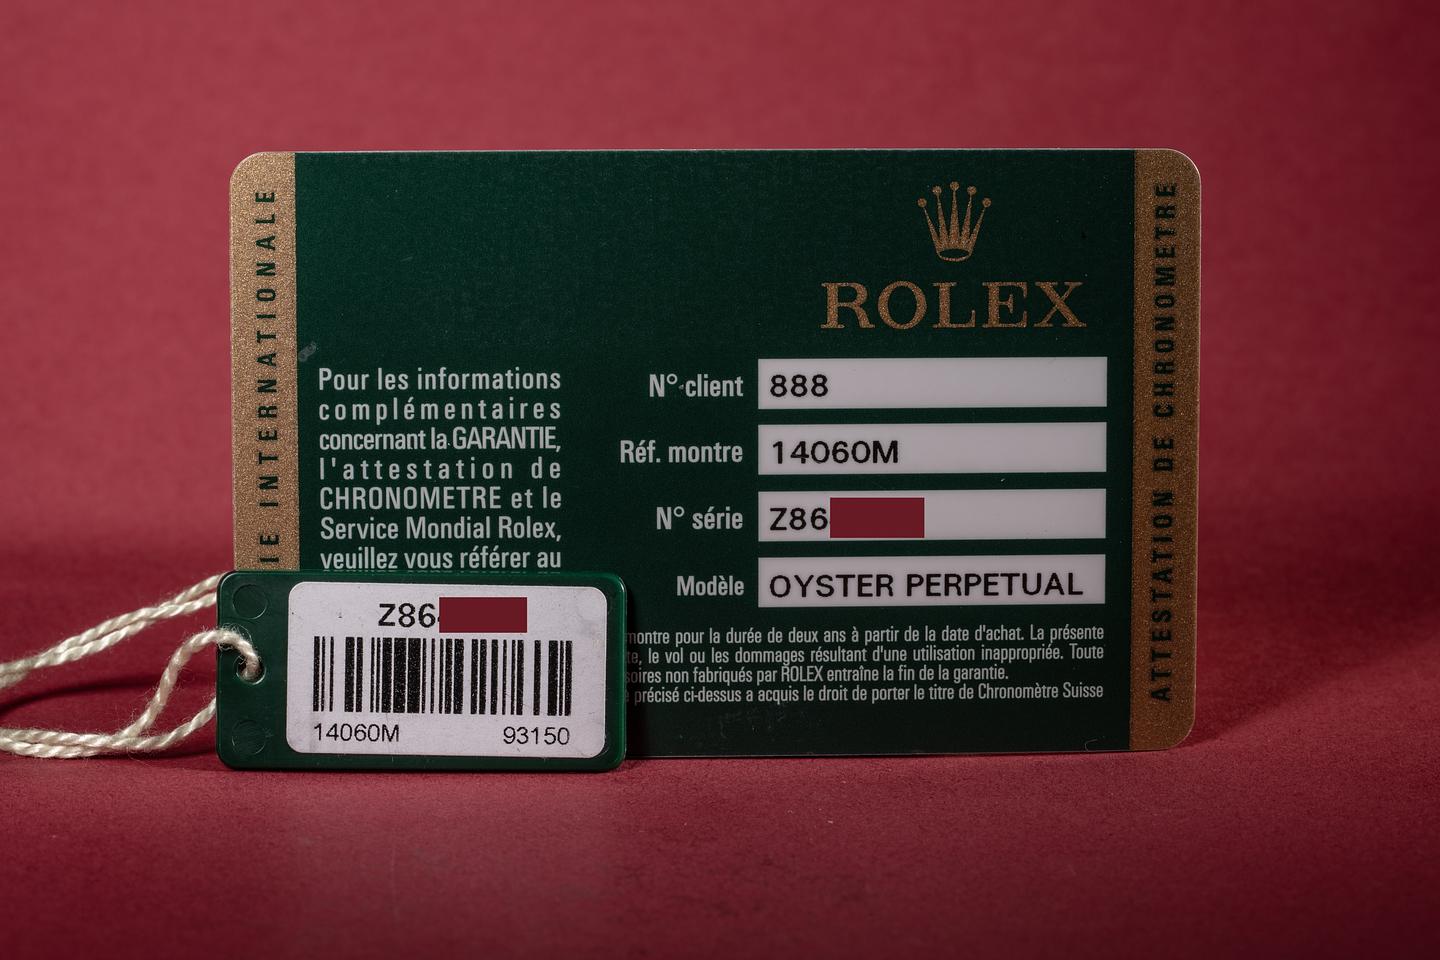 GARANTIE INTERNATIONALE
ROLEX
Pour les informations
complémentaires
concernant la GARANTIE,
l'attestation de
CHRONOMETRE et le
Service Mondial Rolex,
veuillez vous référer au
N° client 888
Réf. montre 14060M
N° série Z86
Modèle OYSTER PERPETUAL
montre pour la durée de deux ans à partir de la date d'achat. La présente
le vol ou les dommages résultant d'une utilisation inappropriée. Toute
non fabriqués par ROLEX entraîne la fin de la garantie.
précisé ci-dessus a acquis le droit de porter le titre de Chronomètre Suisse
ATTESTATION DE CHRONOMETRE
Z86
14060M 93150